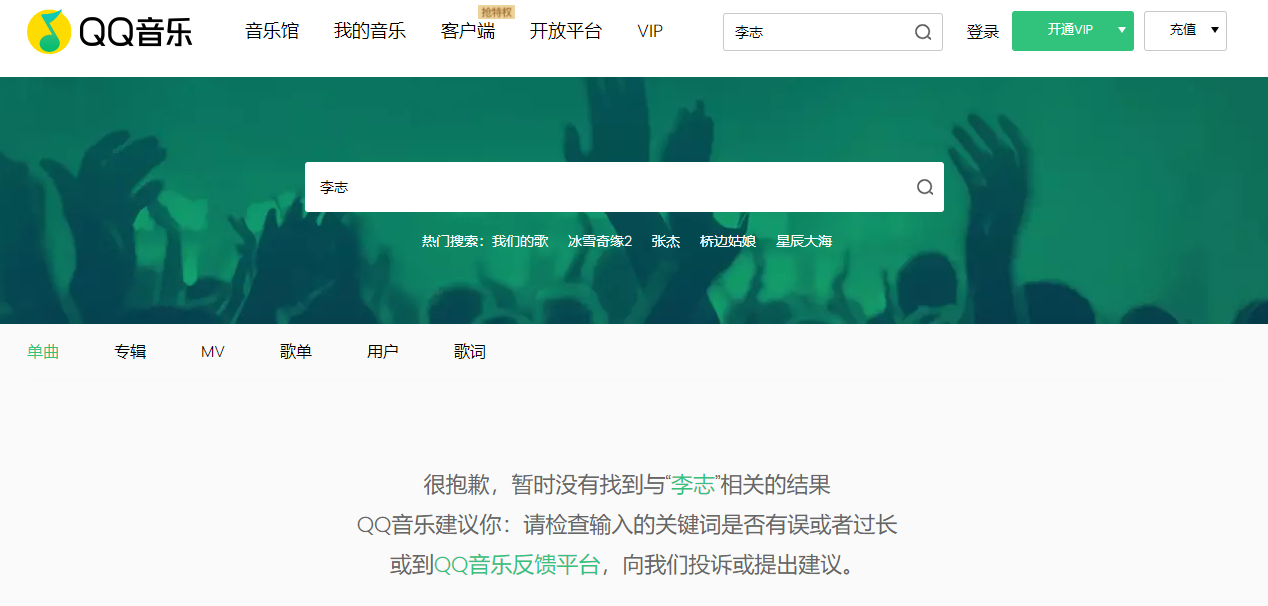 抢特权
QQ音乐 音乐馆 我的音乐 客户端 开放平台 VIP 李志 登录 开通VIP 充值
李志
热门搜索：我们的歌 冰雪奇缘2 张杰 桥边姑娘 星辰大海
单曲 专辑 MV 歌单 用户 歌词
很抱歉，暂时没有找到与“李志”相关的结果
QQ音乐建议你：请检查输入的关键词是否有误或者过长
或到QQ音乐反馈平台，向我们投诉或提出建议。